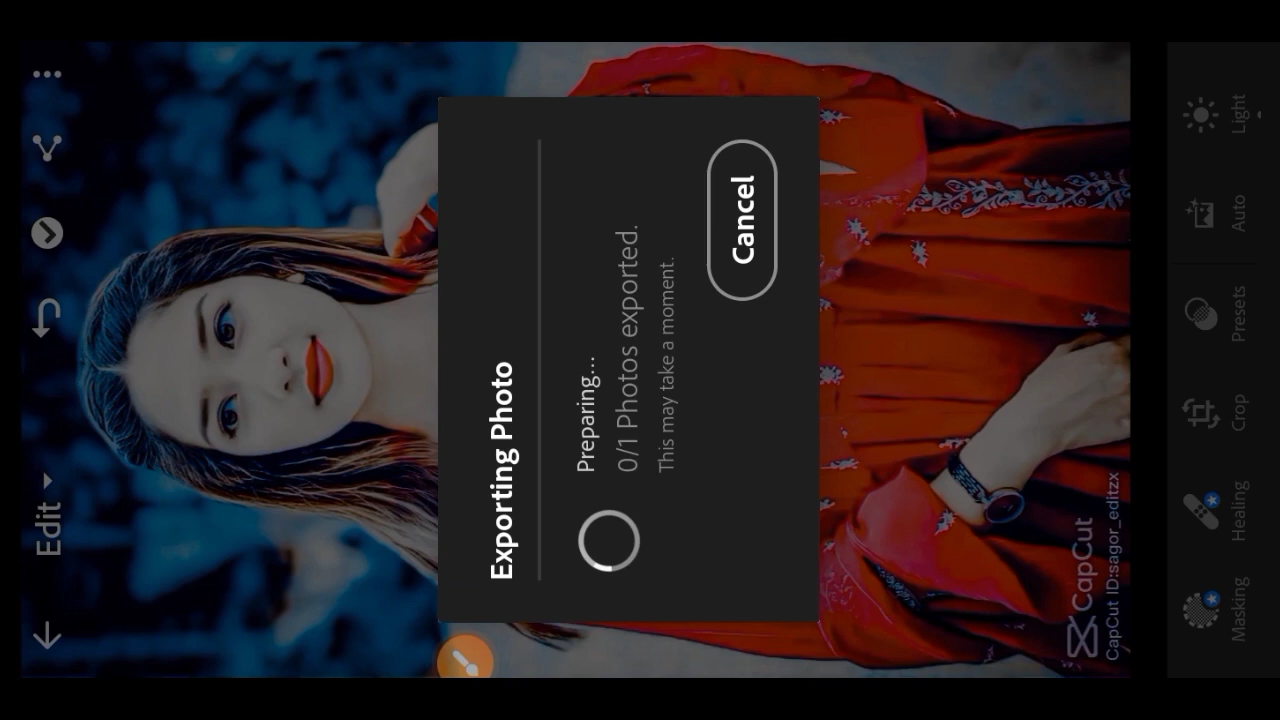 Edit
Exporting Photo
Preparing...
0/1 Photos exported.
This may take a moment.
Cancel
CapCut
CapCut ID:sagor_editzx
Masking
Healing
Crop
Presets
Auto
Light